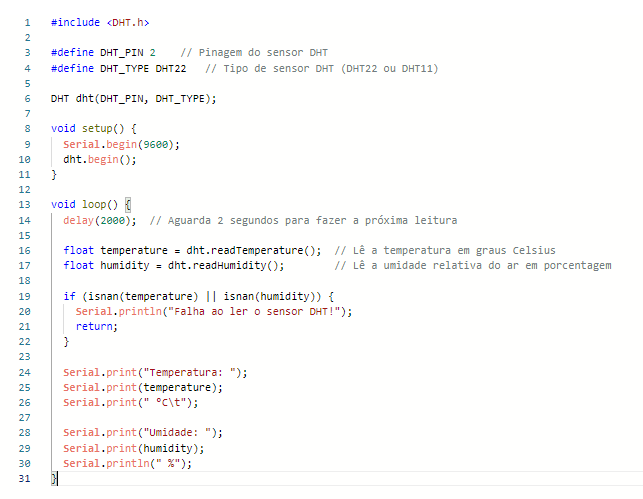 1 #include <DHT.h>
2
3 #define DHT_PIN 2    // Pinagem do sensor DHT
4 #define DHT_TYPE DHT22   // Tipo de sensor DHT (DHT22 ou DHT11)
5
6 DHT dht(DHT_PIN, DHT_TYPE);
7
8 void setup() {
9   Serial.begin(9600);
10   dht.begin();
11 }
12
13 void loop() {
14   delay(2000);  // Aguarda 2 segundos para fazer a próxima leitura
15
16   float temperature = dht.readTemperature();  // Lê a temperatura em graus Celsius
17   float humidity = dht.readHumidity();        // Lê a umidade relativa do ar em porcentagem
18
19   if (isnan(temperature) || isnan(humidity)) {
20     Serial.println("Falha ao ler o sensor DHT!");
21     return;
22   }
23
24   Serial.print("Temperatura: ");
25   Serial.print(temperature);
26   Serial.print(" °C\t");
27
28   Serial.print("Umidade: ");
29   Serial.print(humidity);
30   Serial.println(" %");
31 }